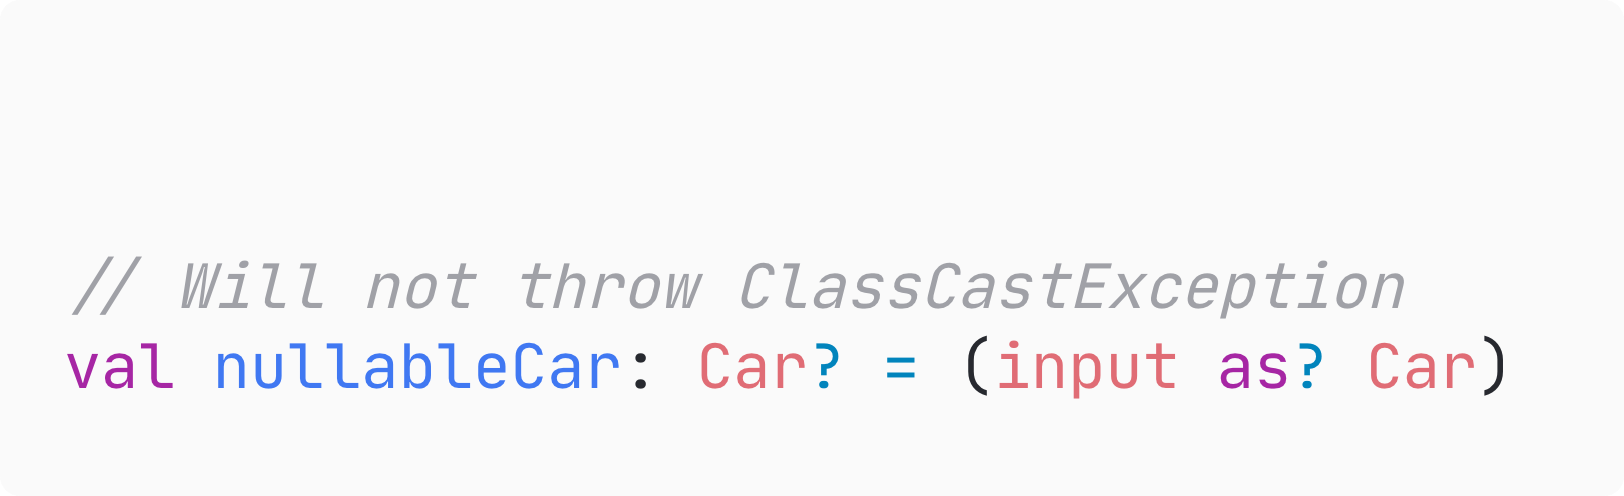 // Will not throw ClassCastException
val nullableCar: Car? = (input as? Car)